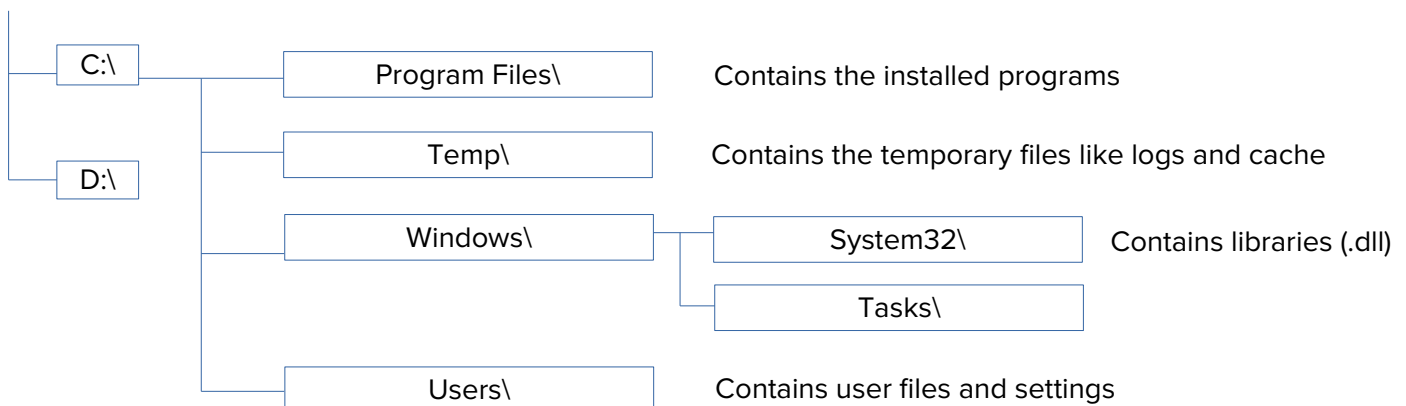 C:\
Program Files\
Contains the installed programs
Temp\
Contains the temporary files like logs and cache
D:\
Windows\
System32\
Contains libraries (.dll)
Tasks\
Users\
Contains user files and settings